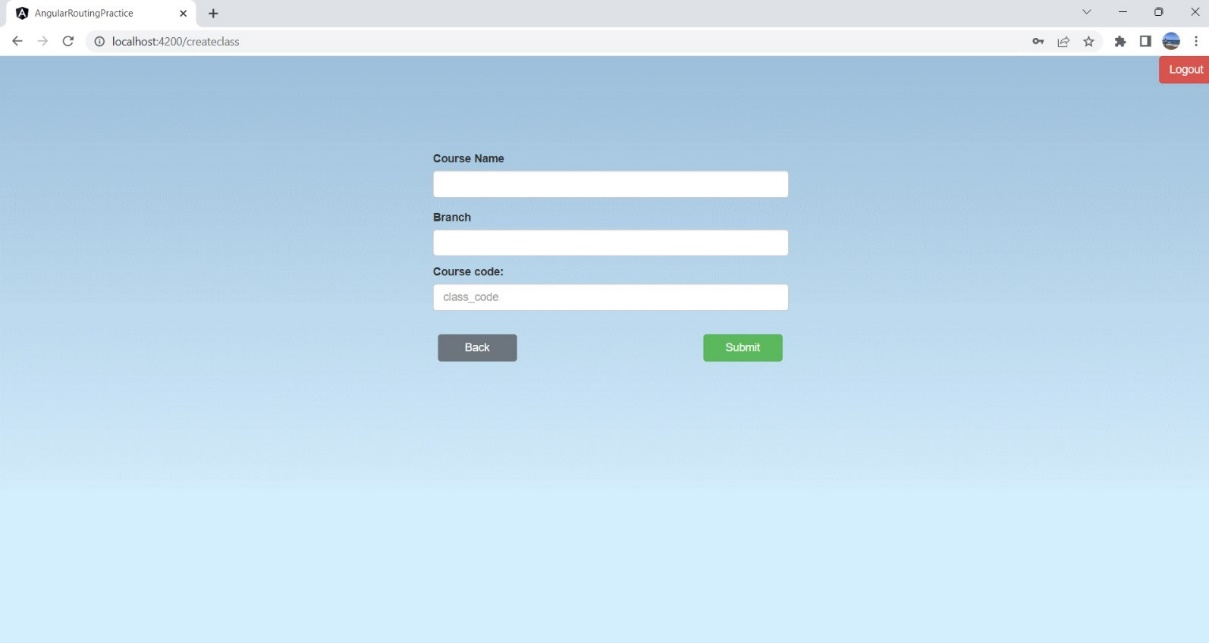 AngularRoutingPractice
localhost:4200/createclass
Logout
Course Name
Branch
Course code:
class_code
Back Submit